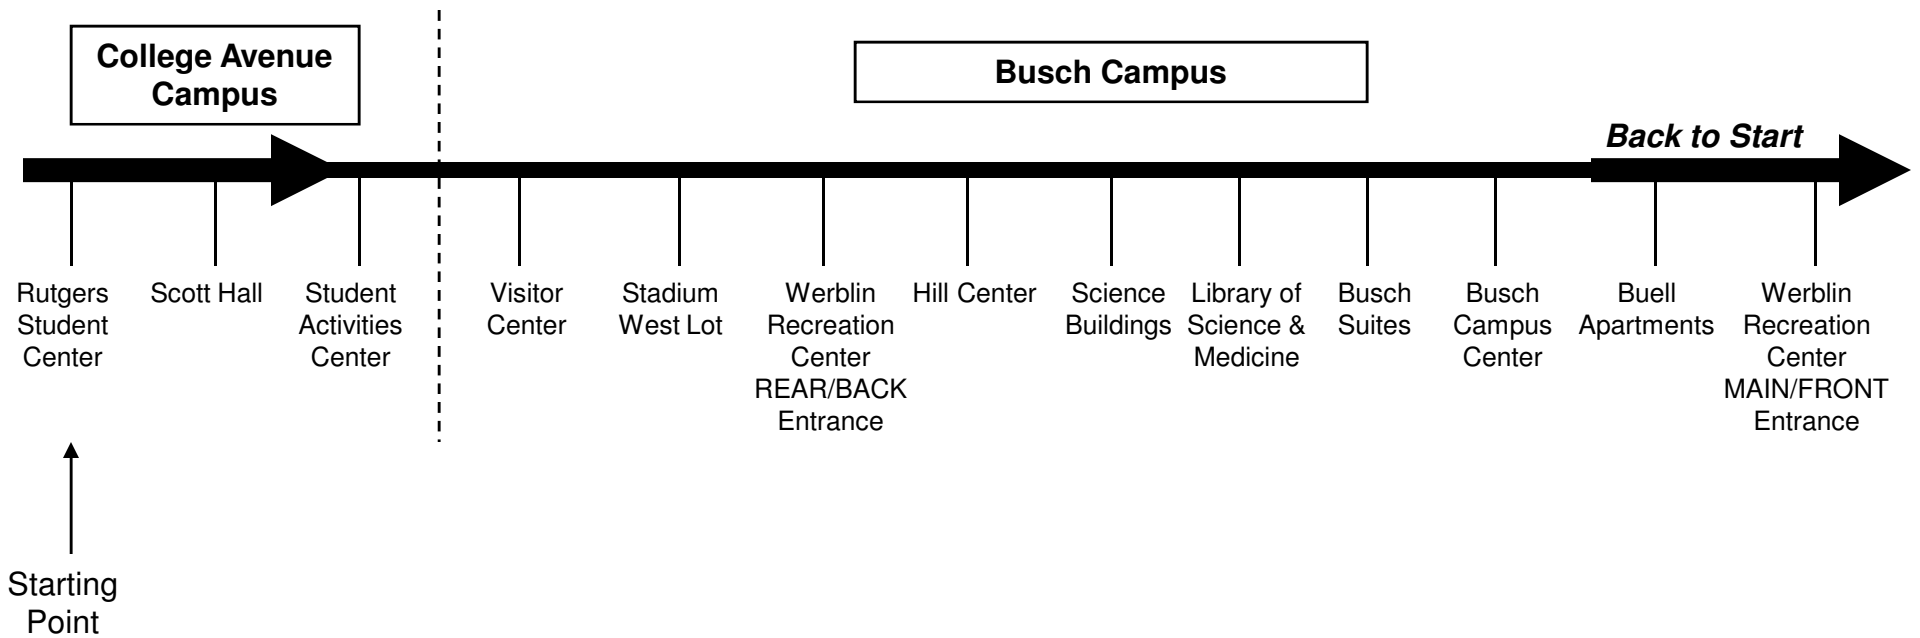 College Avenue
Campus
Busch Campus
Back to Start
Rutgers
Student
Center
Scott Hall
Student
Activities
Center
Visitor
Center
Stadium
West Lot
Werblin
Recreation
Center
REAR/BACK
Entrance
Hill Center
Science
Buildings
Library of
Science &
Medicine
Busch
Suites
Busch
Campus
Center
Buell
Apartments
Werblin
Recreation
Center
MAIN/FRONT
Entrance
Starting
Point